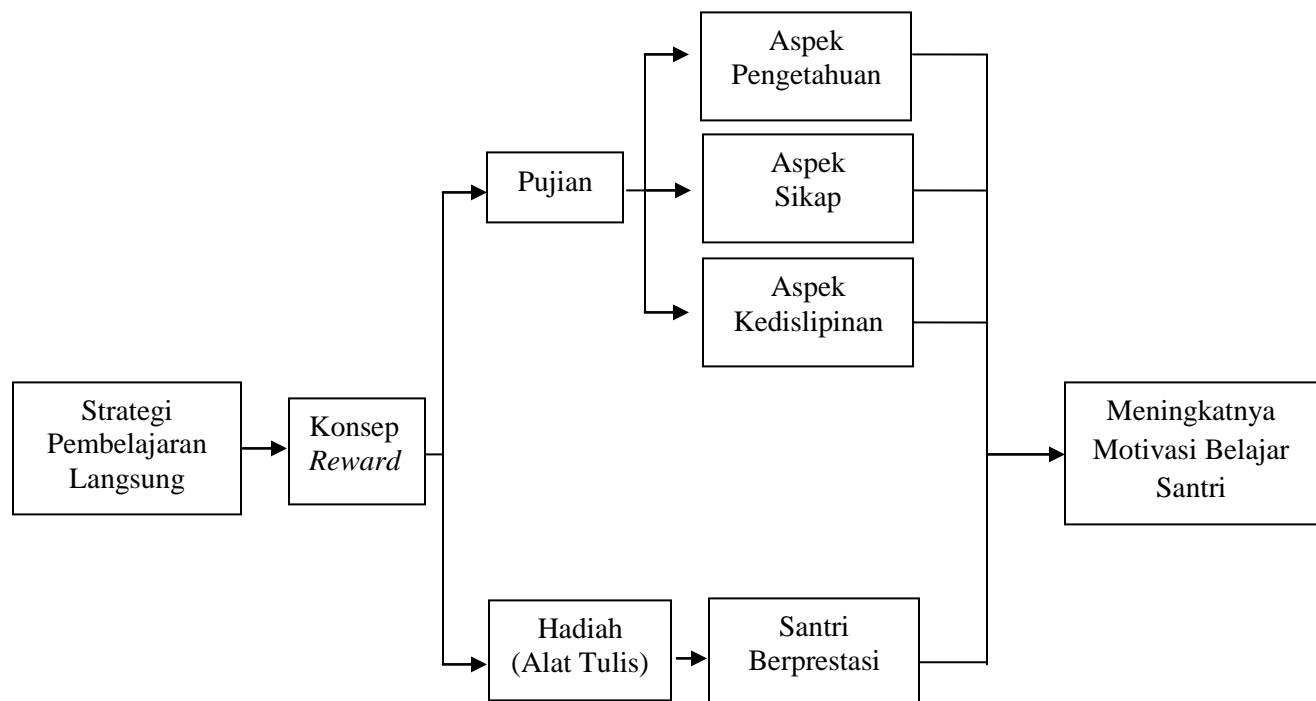 Aspek
Pengetahuan
Pujian
Aspek
Sikap
Aspek
Kedislipinan
Strategi
Pembelajaran
Langsung
Konsep
Reward
Meningkatnya
Motivasi Belajar
Santri
Hadiah
(Alat Tulis)
Santri
Berprestasi